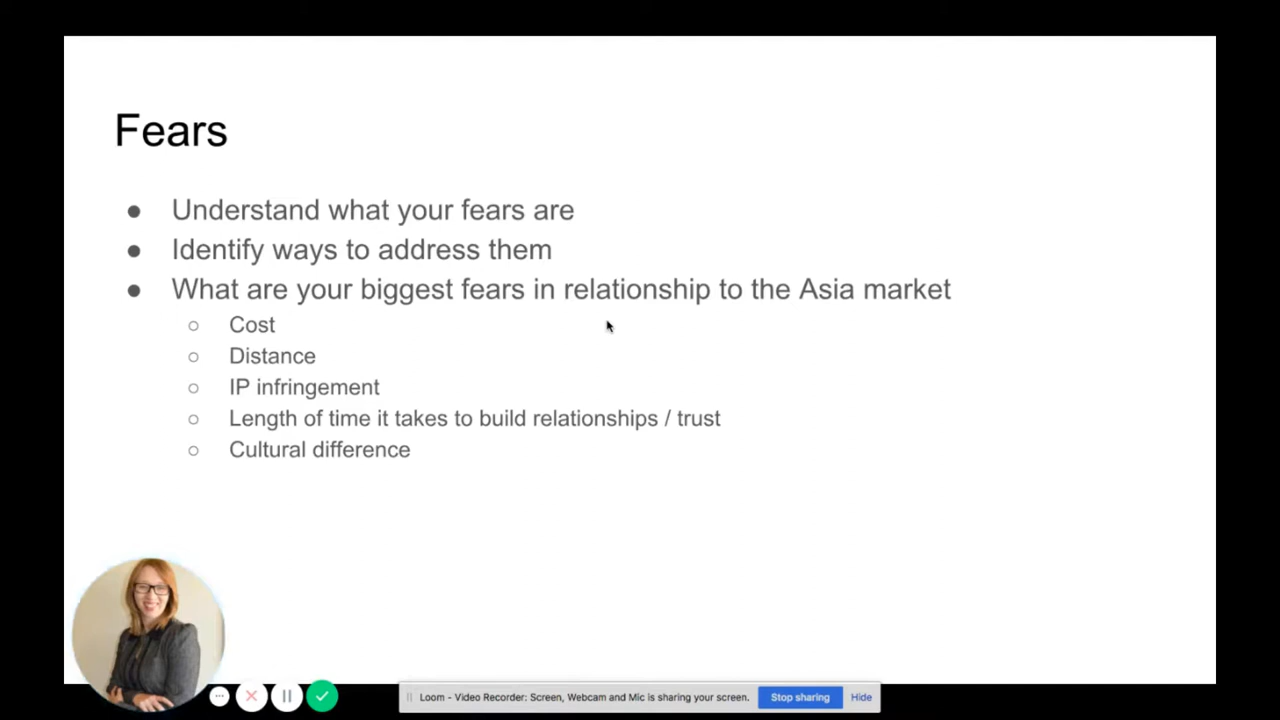 Fears
● Understand what your fears are
● Identify ways to address them
● What are your biggest fears in relationship to the Asia market
○ Cost
○ Distance
○ IP infringement
○ Length of time it takes to build relationships / trust
○ Cultural difference
Loom - Video Recorder: Screen, Webcam and Mic is sharing your screen. Stop sharing Hide